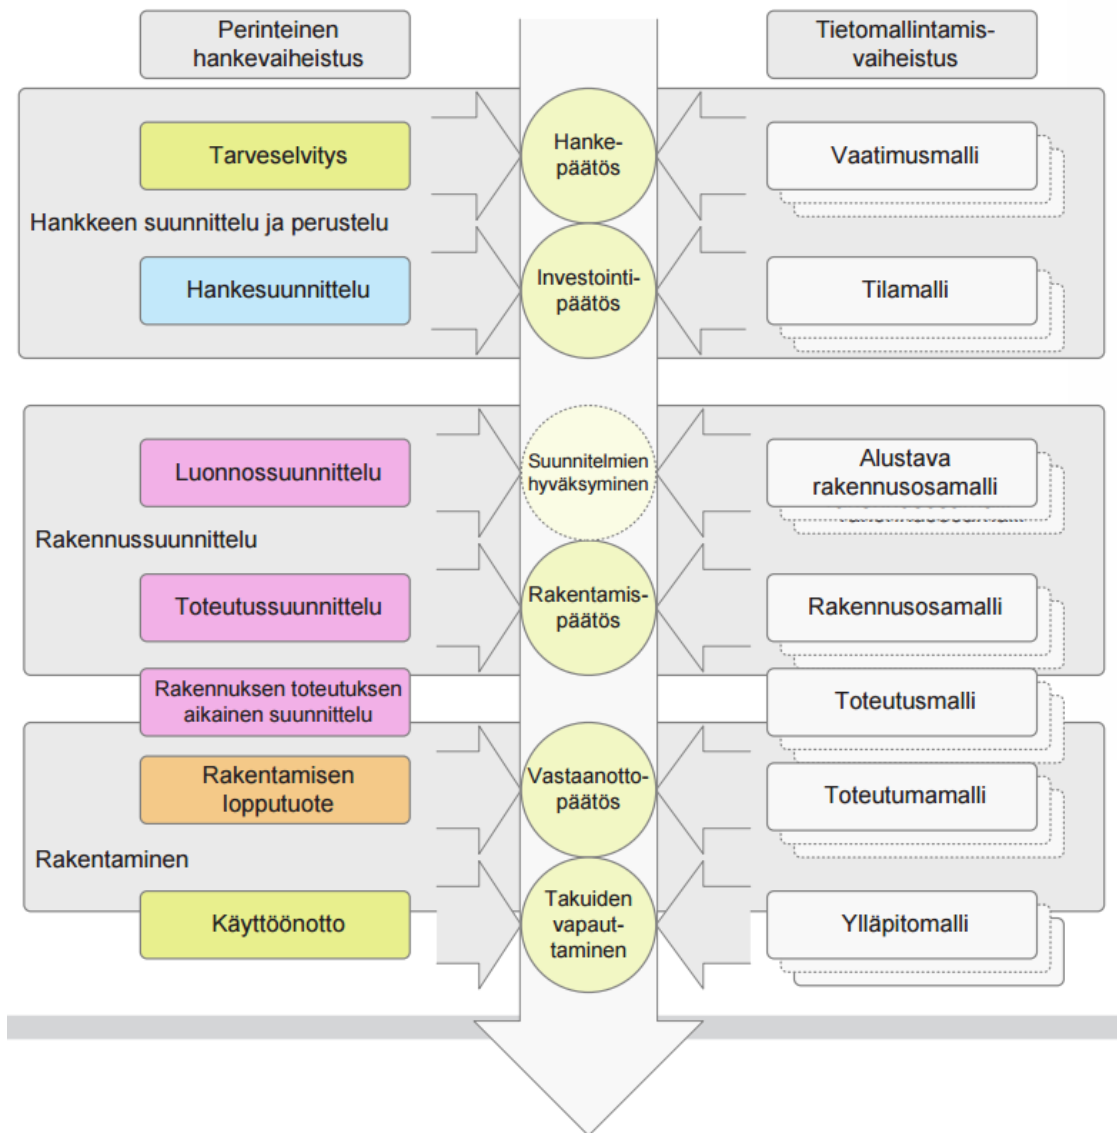 Perinteinen
hankevaiheistus
Tietomallintamis-
vaiheistus
Tarveselvitys
Hanke-
päätös
Vaatimusmalli
Hankkeen suunnittelu ja perustelu
Hankesuunnittelu
Investointi-
päätös
Tilamalli
Luonnossuunnittelu
Suunnitelmien
hyväksyminen
Alustava
rakennusosamalli
Rakennussuunnittelu
Toteutussuunnittelu
Rakentamis-
päätös
Rakennusosamalli
Rakennuksen toteutuksen
aikainen suunnittelu
Toteutusmalli
Rakentamisen
lopputuote
Vastaanotto-
päätös
Toteutumamalli
Rakentaminen
Käyttöönotto
Takuiden
vapaut-
taminen
Ylläpitomalli